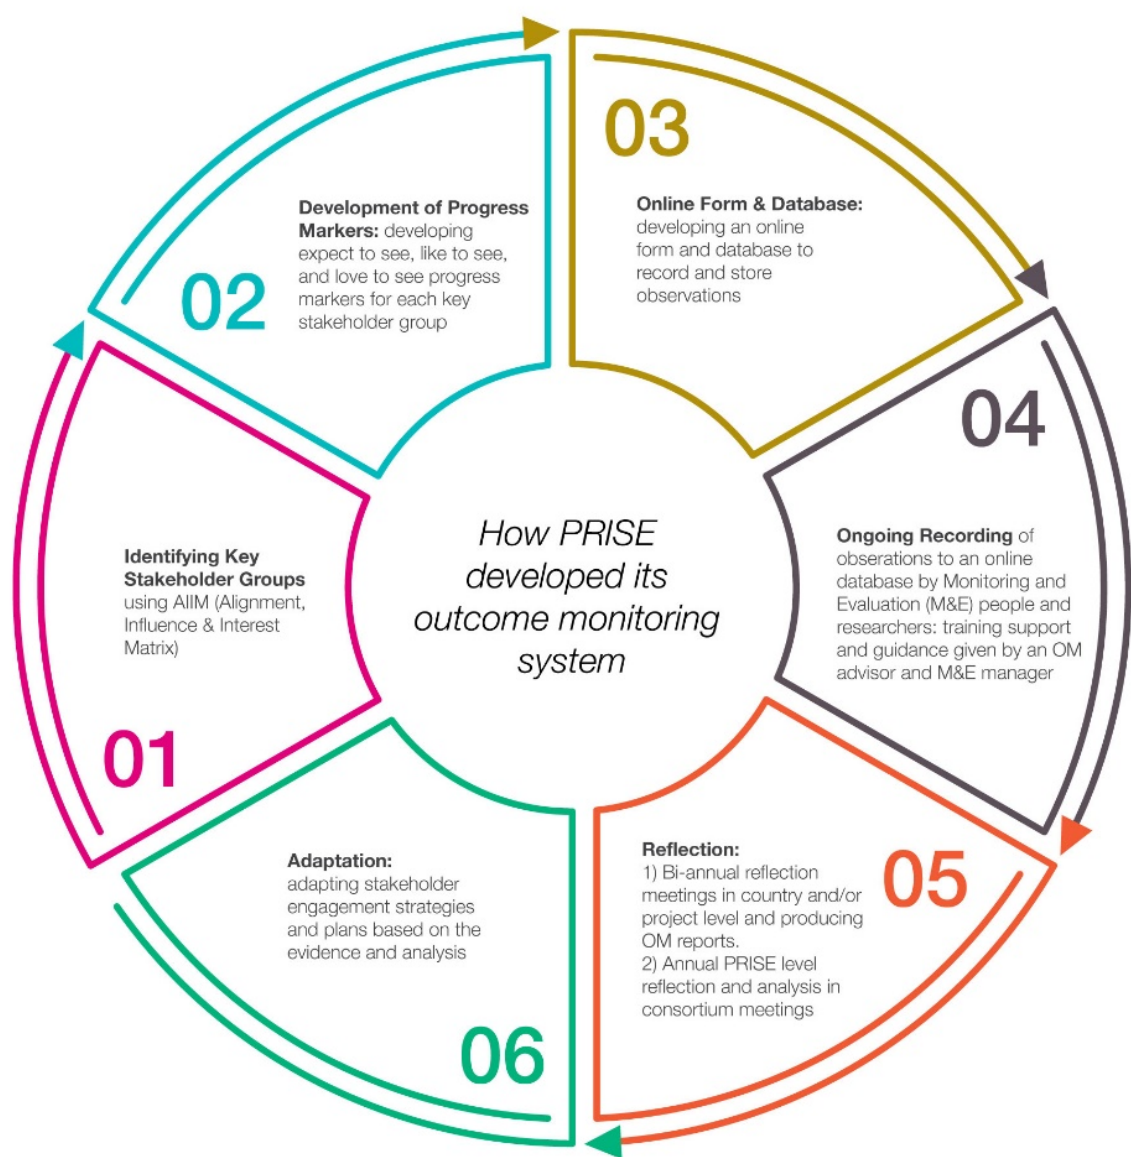 How PRISE
developed its
outcome monitoring
system
01
Identifying Key
Stakeholder Groups
using AIIM (Alignment,
Influence & Interest
Matrix)
02
Development of Progress
Markers: developing
expect to see, like to see,
and love to see progress
markers for each key
stakeholder group
03
Online Form & Database:
developing an online
form and database to
record and store
observations
04
Ongoing Recording of
obserations to an online
database by Monitoring and
Evaluation (M&E) people and
researchers: training support
and guidance given by an OM
advisor and M&E manager
05
Reflection:
1) Bi-annual reflection
meetings in country and/or
project level and producing
OM reports.
2) Annual PRISE level
reflection and analysis in
consortium meetings
06
Adaptation:
adapting stakeholder
engagement strategies
and plans based on the
evidence and analysis